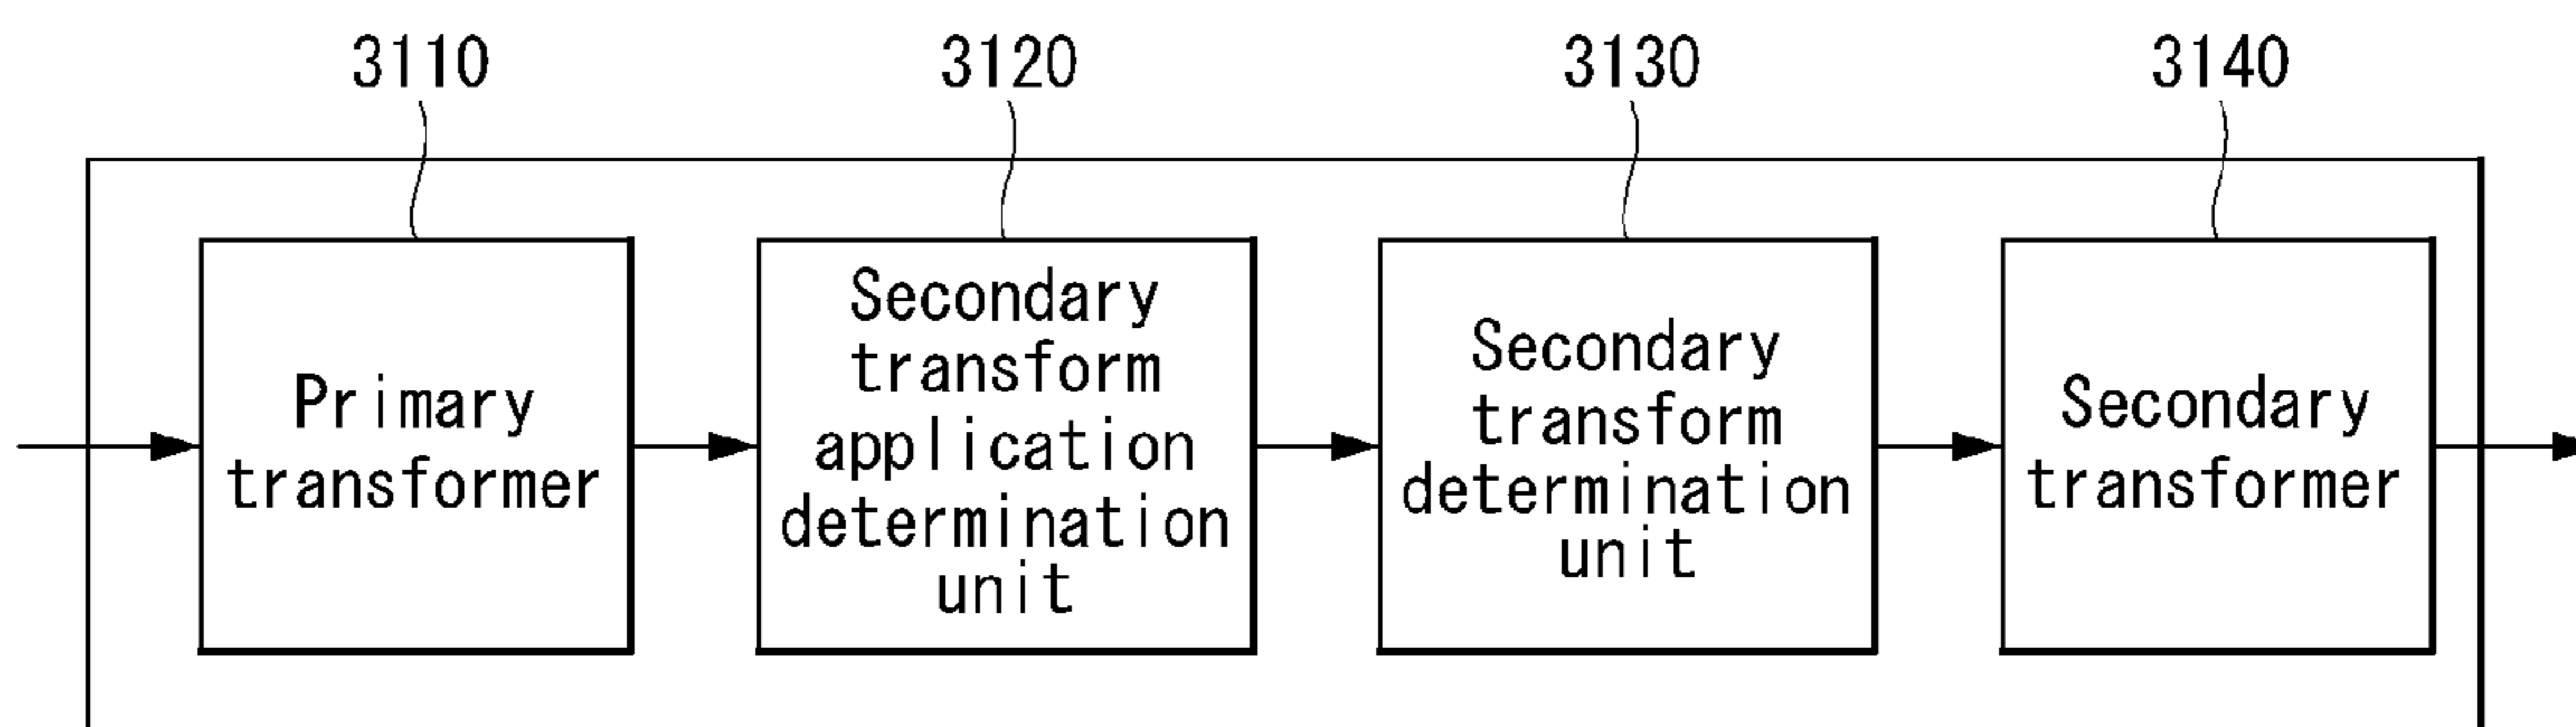 3110
3120
3130
3140
Primary
transformer
Secondary
transform
application
determination
unit
Secondary
transform
determination
unit
Secondary
transformer